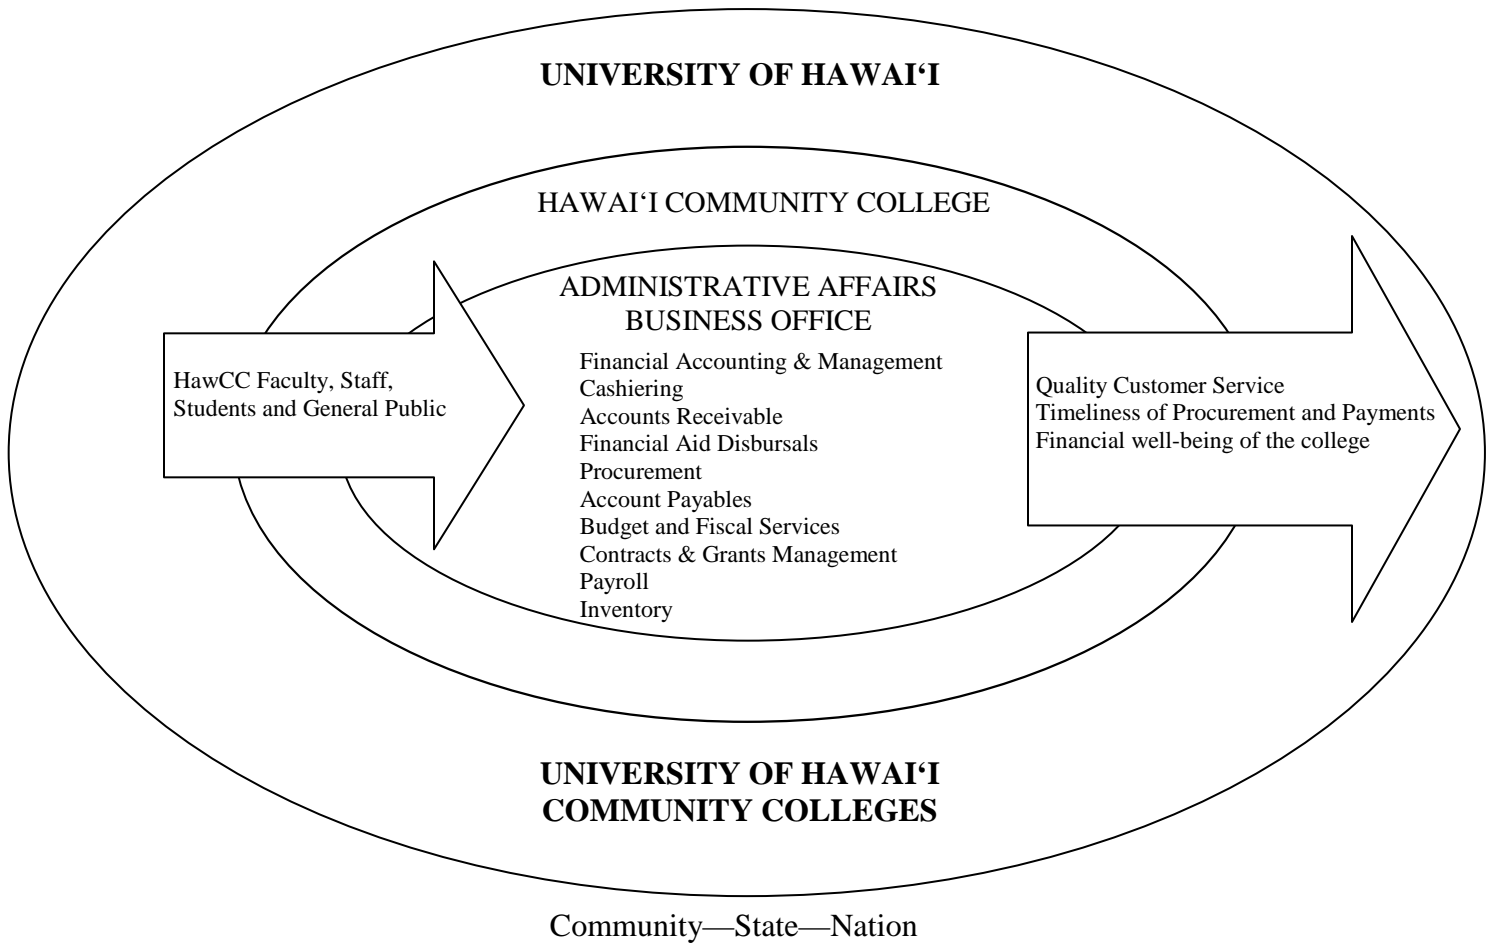 UNIVERSITY OF HAWAI‘I
HAWAI‘I COMMUNITY COLLEGE
ADMINISTRATIVE AFFAIRS
BUSINESS OFFICE
HawCC Faculty, Staff,
Students and General Public
Financial Accounting & Management
Cashiering
Accounts Receivable
Financial Aid Disbursals
Procurement
Account Payables
Budget and Fiscal Services
Contracts & Grants Management
Payroll
Inventory
Quality Customer Service
Timeliness of Procurement and Payments
Financial well-being of the college
UNIVERSITY OF HAWAI‘I
COMMUNITY COLLEGES
Community—State—Nation